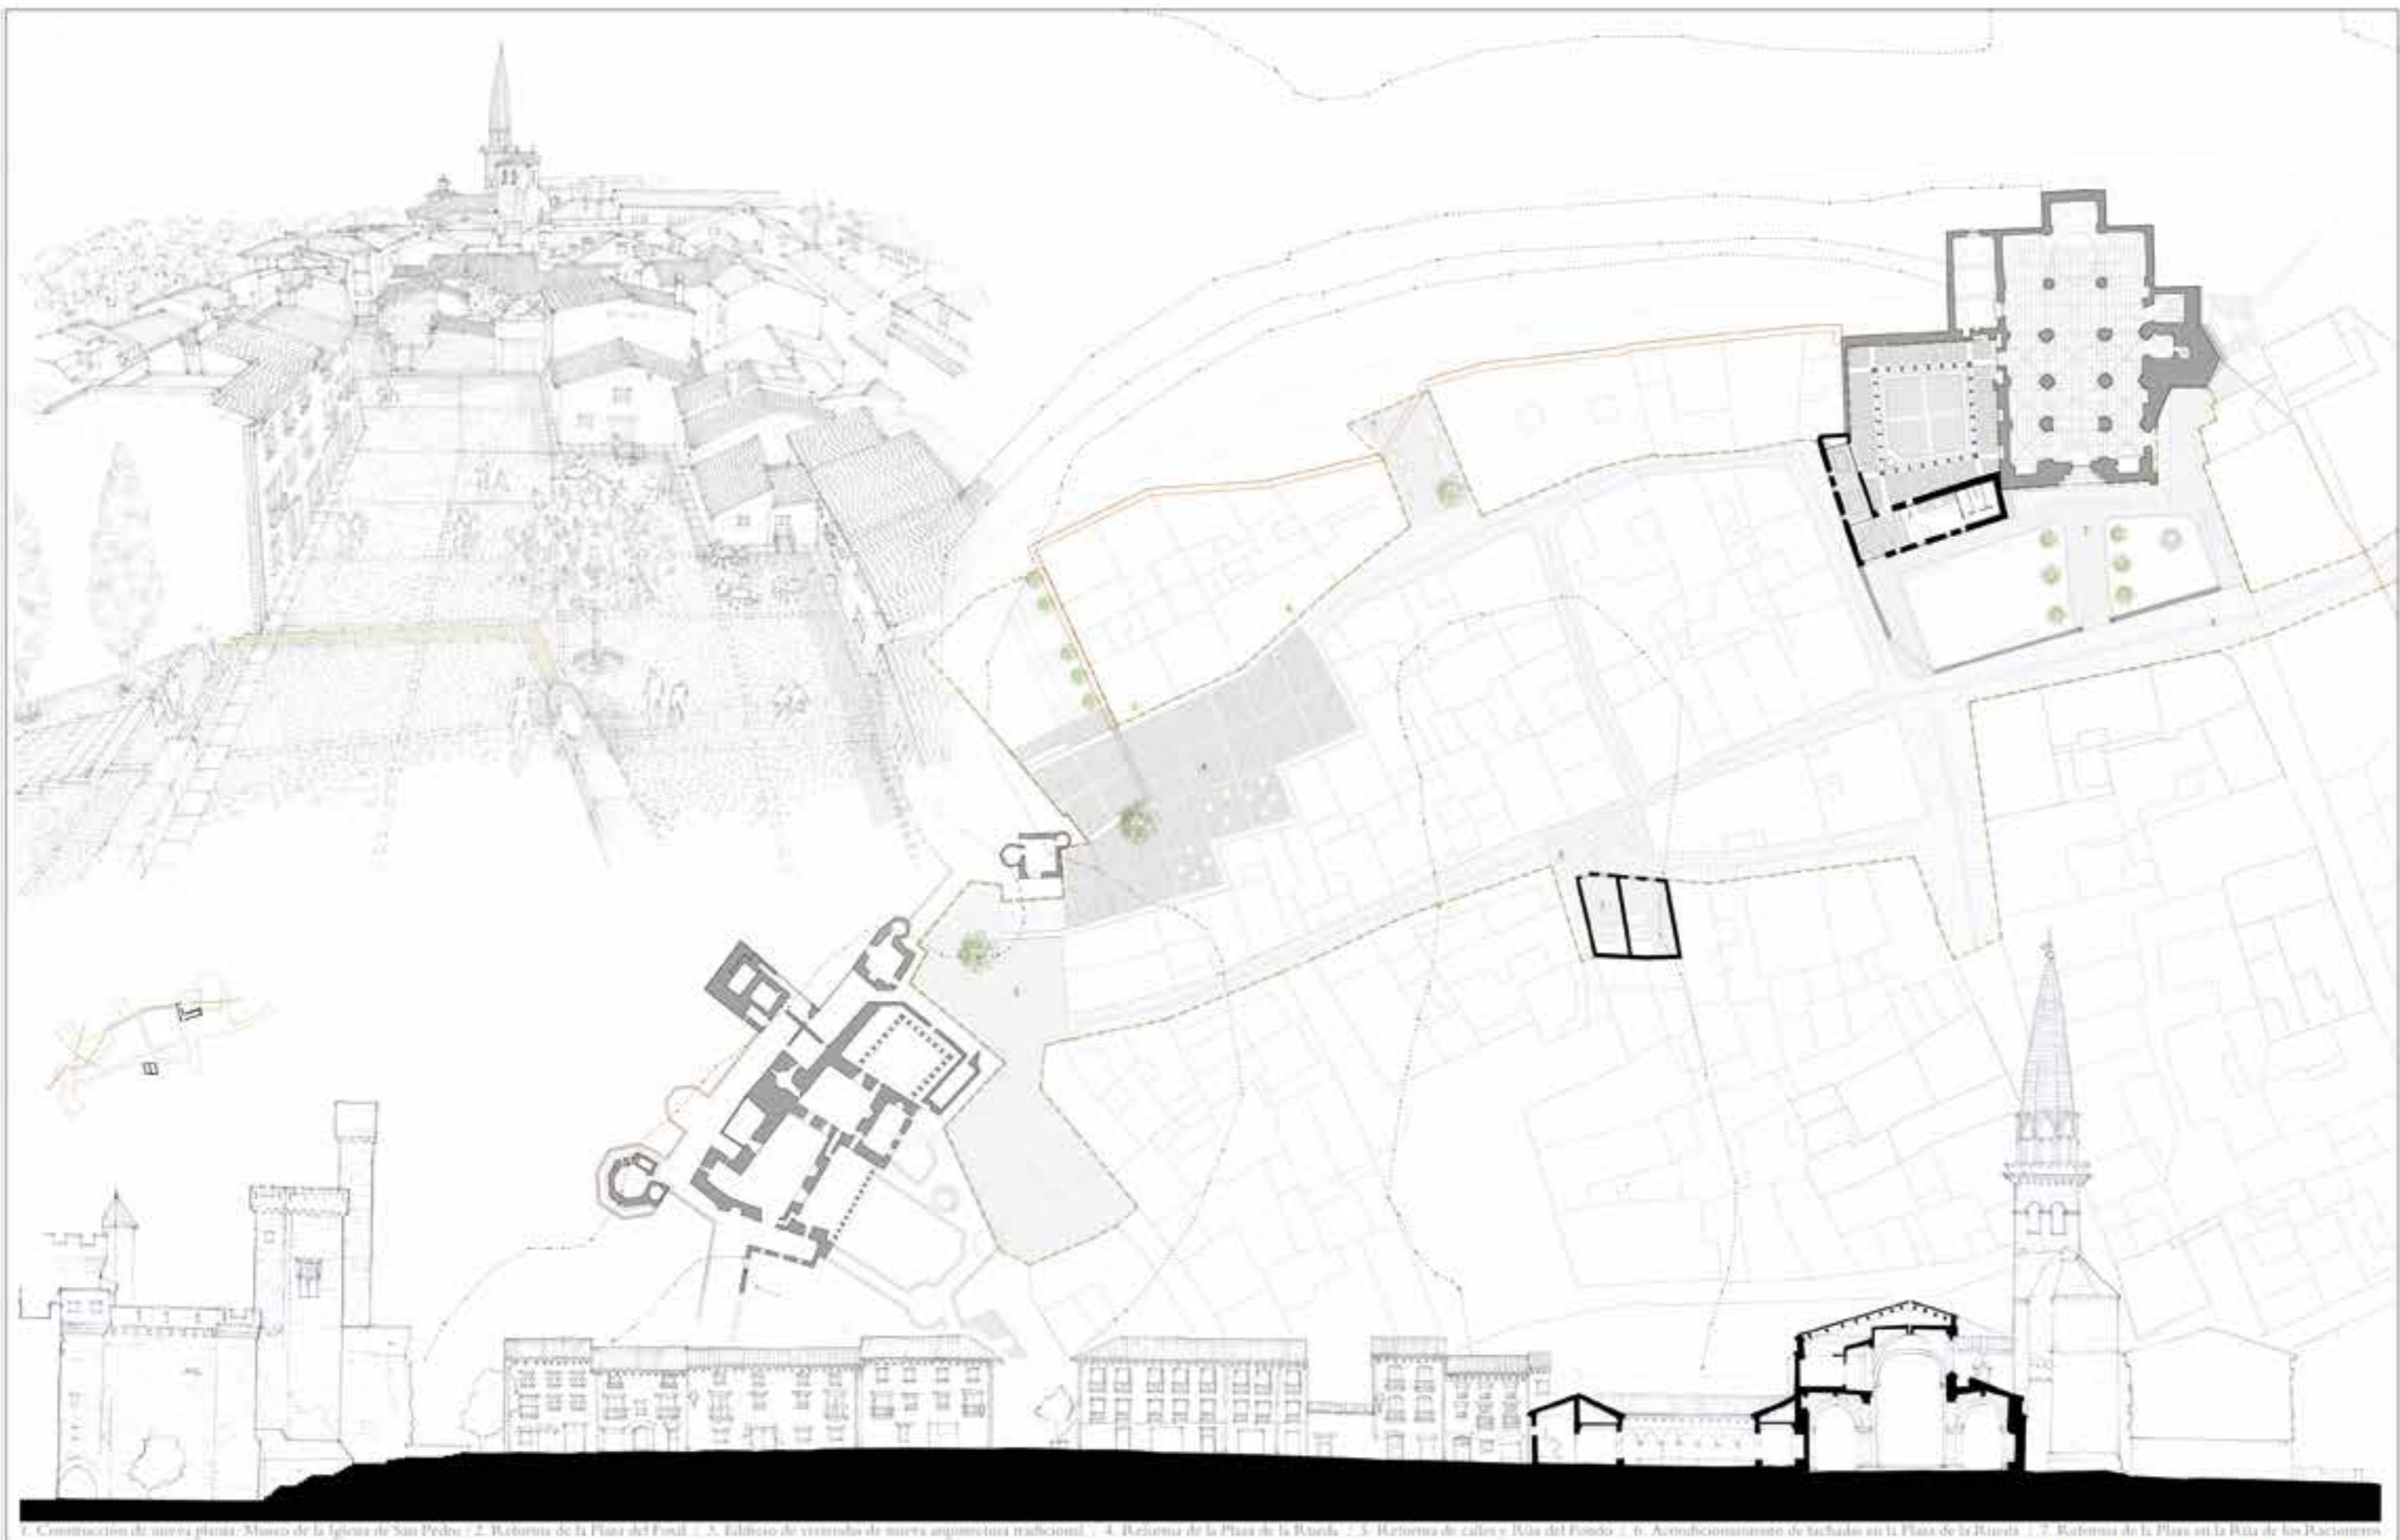 1. Construcción de nueva planta: Museo de la Iglesia de San Pedro / 2. Reforma de la Plaza del / 3. Edificio de viviendas de nueva arquitectura tradicional / 4. Reforma de la Plaza de la Rueda / 5. Reforma de calles y Rúa del Fondo / 6. Acondicionamiento de fachadas en la Plaza de la Rueda / 7. Reforma de la Plaza en la Rúa de los